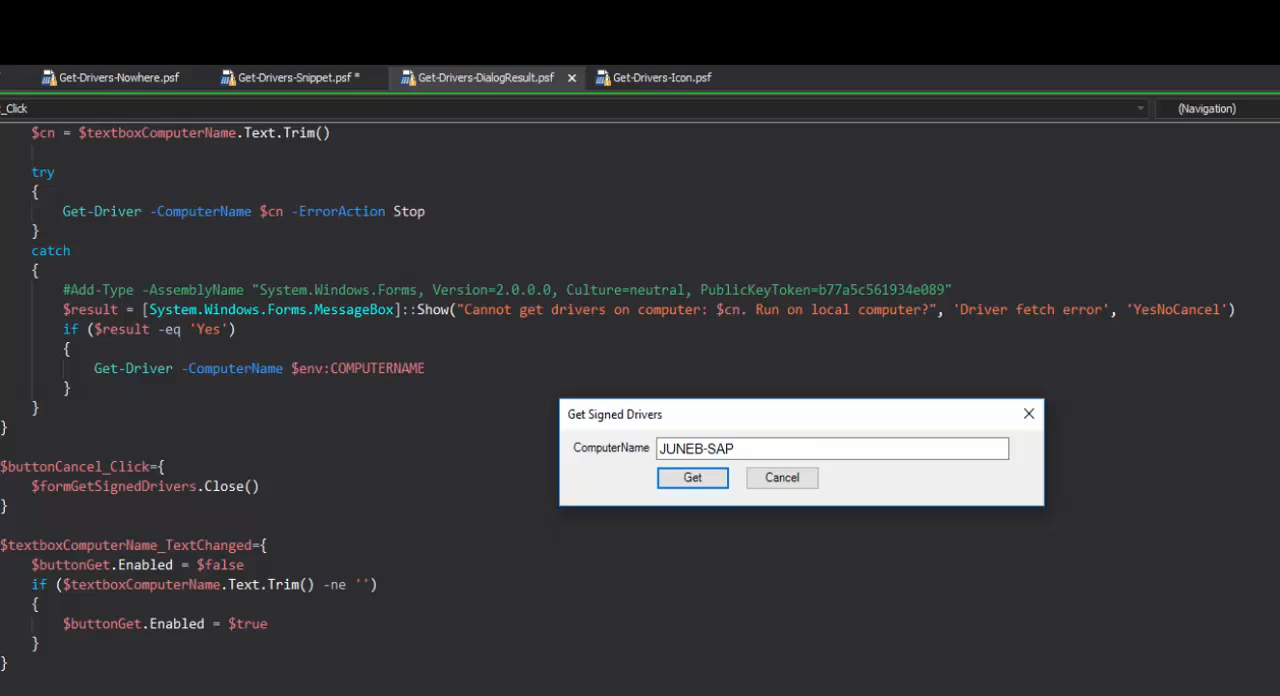 Get-Drivers-Nowhere.psf Get-Drivers-Snippet.psf * Get-Drivers-DialogResult.psf Get-Drivers-Icon.psf
_Click (Navigation)
$cn = $textboxComputerName.Text.Trim()
try
{
Get-Driver -ComputerName $cn -ErrorAction Stop
}
catch
{
#Add-Type -AssemblyName "System.Windows.Forms, Version=2.0.0.0, Culture=neutral, PublicKeyToken=b77a5c561934e089"
$result = [System.Windows.Forms.MessageBox]::Show("Cannot get drivers on computer: $cn. Run on local computer?", 'Driver fetch error', 'YesNoCancel')
if ($result -eq 'Yes')
{
Get-Driver -ComputerName $env:COMPUTERNAME
}
}
}
$buttonCancel_Click={
$formGetSignedDrivers.Close()
}
$textboxComputerName_TextChanged={
$buttonGet.Enabled = $false
if ($textboxComputerName.Text.Trim() -ne '')
{
$buttonGet.Enabled = $true
}
}
Get Signed Drivers
ComputerName JUNEB-SAP
Get Cancel